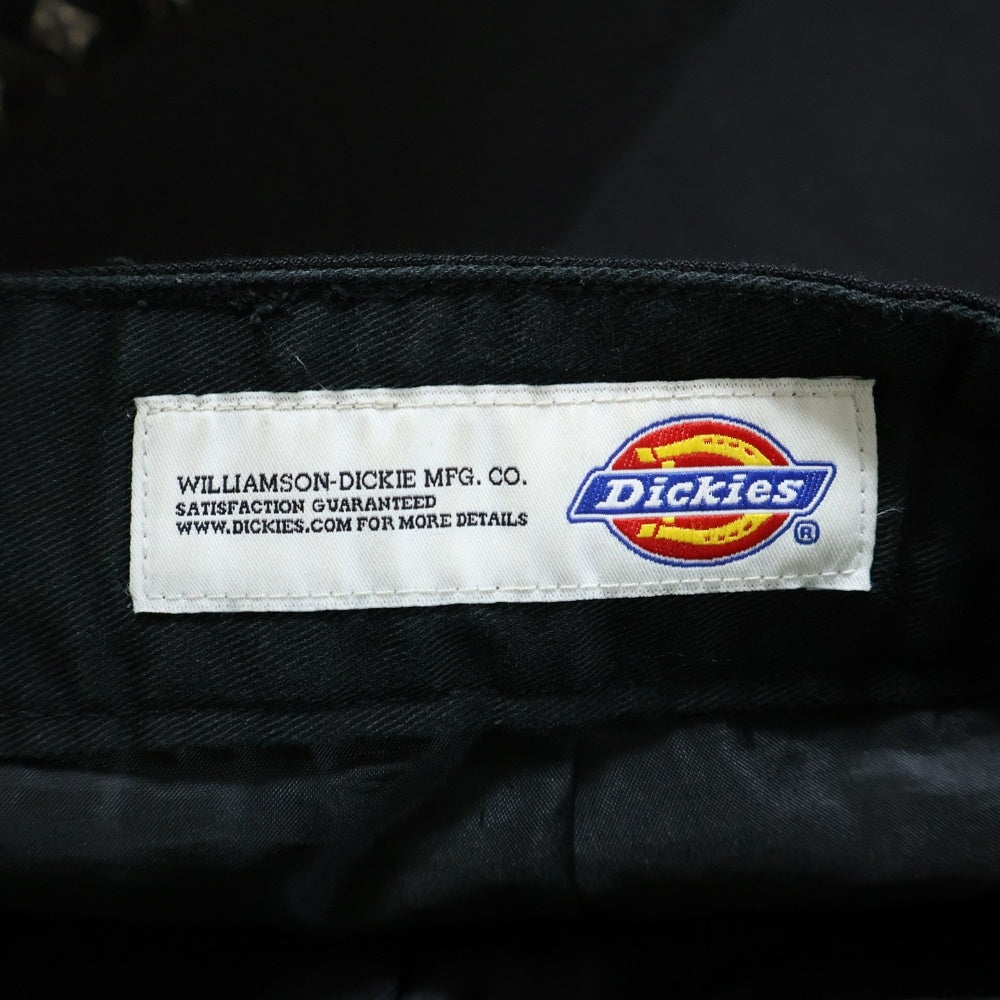 WILLIAMSON-DICKIE MFG. CO.
SATISFACTION GUARANTEED
WWW.DICKIES.COM FOR MORE DETAILS
Dickies
®